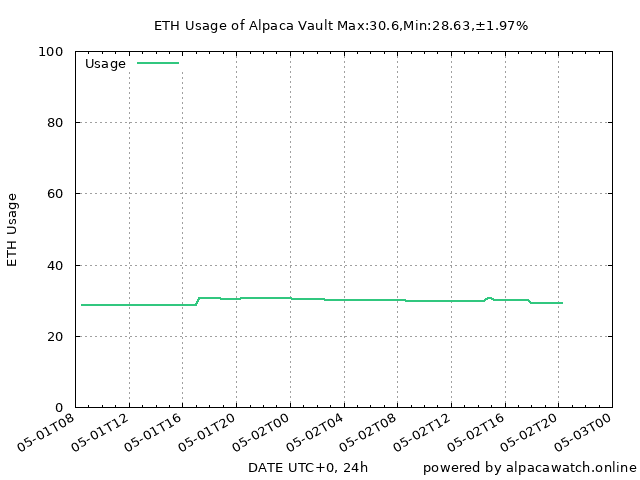 ETH Usage of Alpaca Vault Max:30.6,Min:28.63,±1.97%
Usage
100
80
60
40
20
0
ETH Usage
05-01T08
05-01T12
05-01T16
05-01T20
05-02T00
05-02T04
05-02T08
05-02T12
05-02T16
05-02T20
05-03T00
DATE UTC+0, 24h
powered by alpacawatch.online